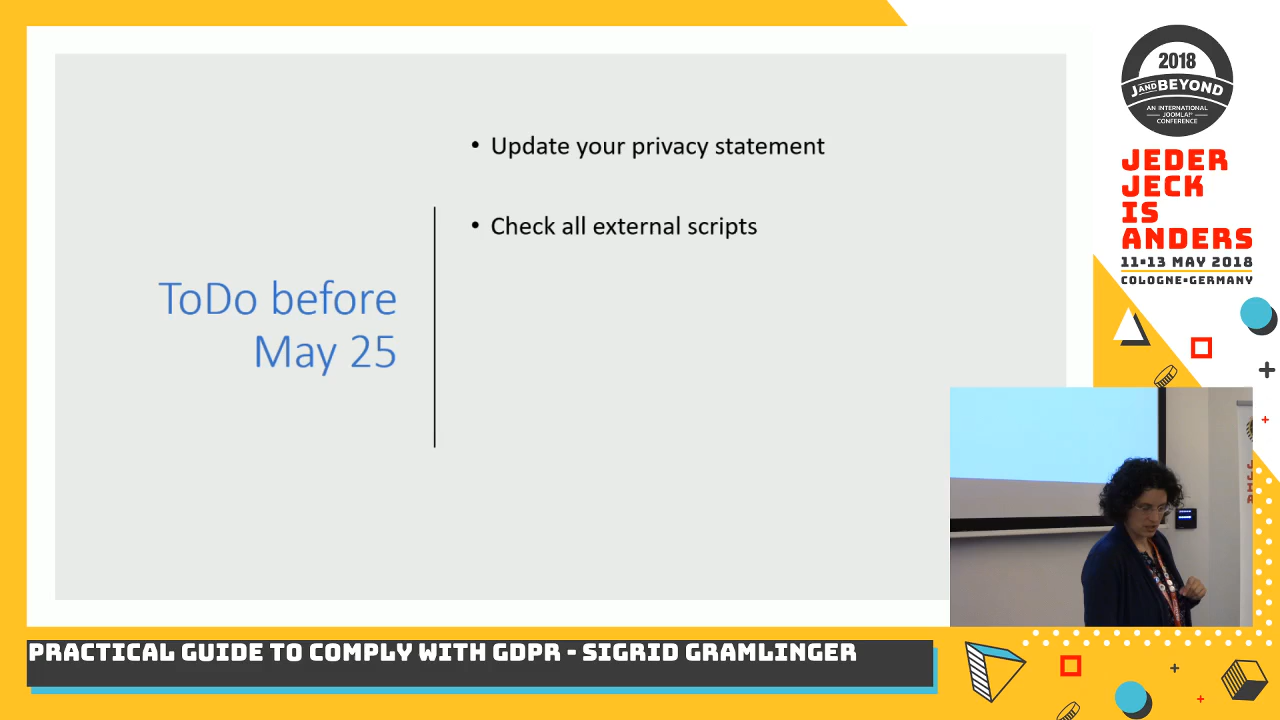 • Update your privacy statement
• Check all external scripts
ToDo before
May 25
2018
J AND BEYOND
AN INTERNATIONAL
JOOMLA!
CONFERENCE
JEDER
JECK
IS
ANDERS
11-13 MAY 2018
COLOGNE•GERMANY
PRACTICAL GUIDE TO COMPLY WITH GDPR - SIGRID GRAMLINGER